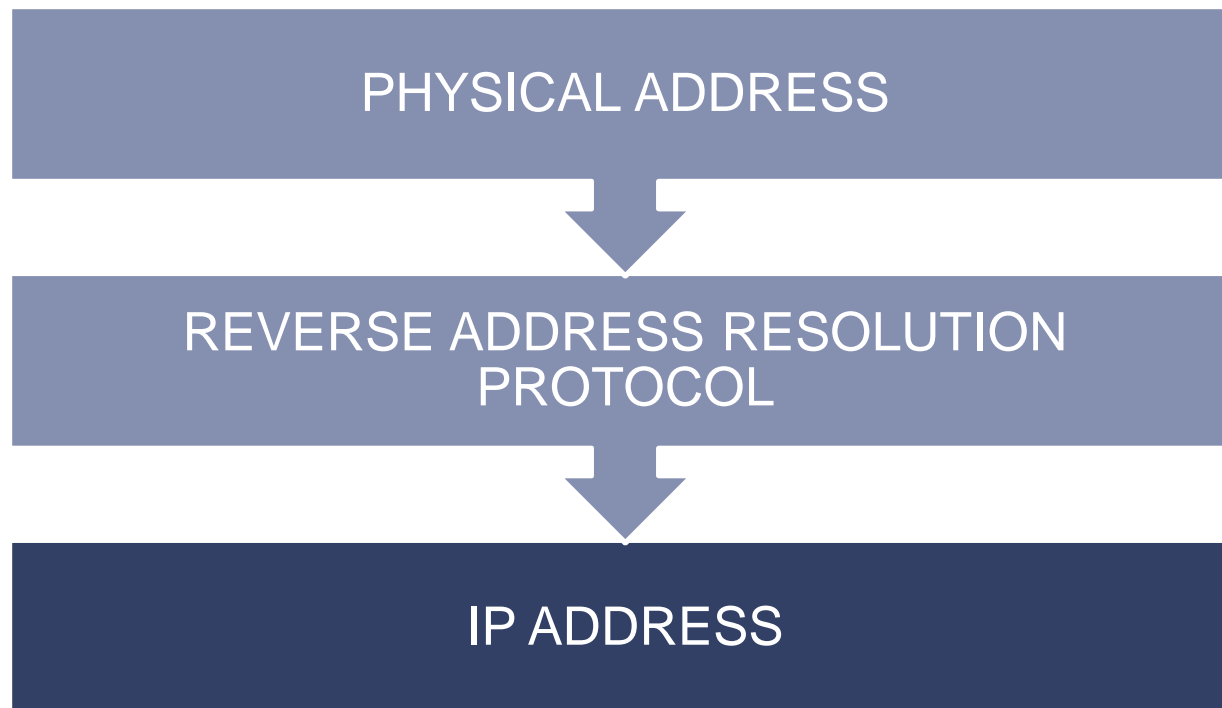 PHYSICAL ADDRESS
REVERSE ADDRESS RESOLUTION
PROTOCOL
IP ADDRESS